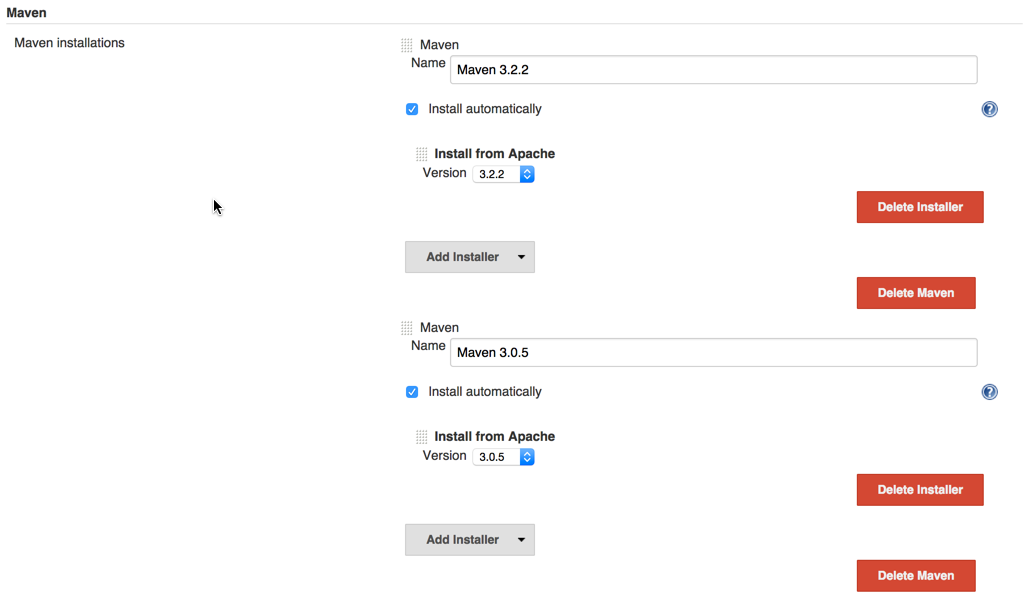 Maven
Maven installations
Maven
Name Maven 3.2.2
Install automatically
?
Install from Apache
Version 3.2.2
Delete Installer
Add Installer
Delete Maven
Maven
Name Maven 3.0.5
Install automatically
?
Install from Apache
Version 3.0.5
Delete Installer
Add Installer
Delete Maven